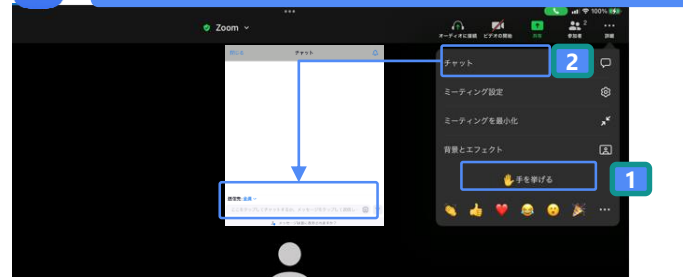 100%
Zoom
オーディオに接続 ビデオの開始 共有 参加者 2 詳細
閉じる チャット
チャット
2
ミーティング設定
ミーティングを最小化
背景とエフェクト
手を挙げる
1
送信先: 全員